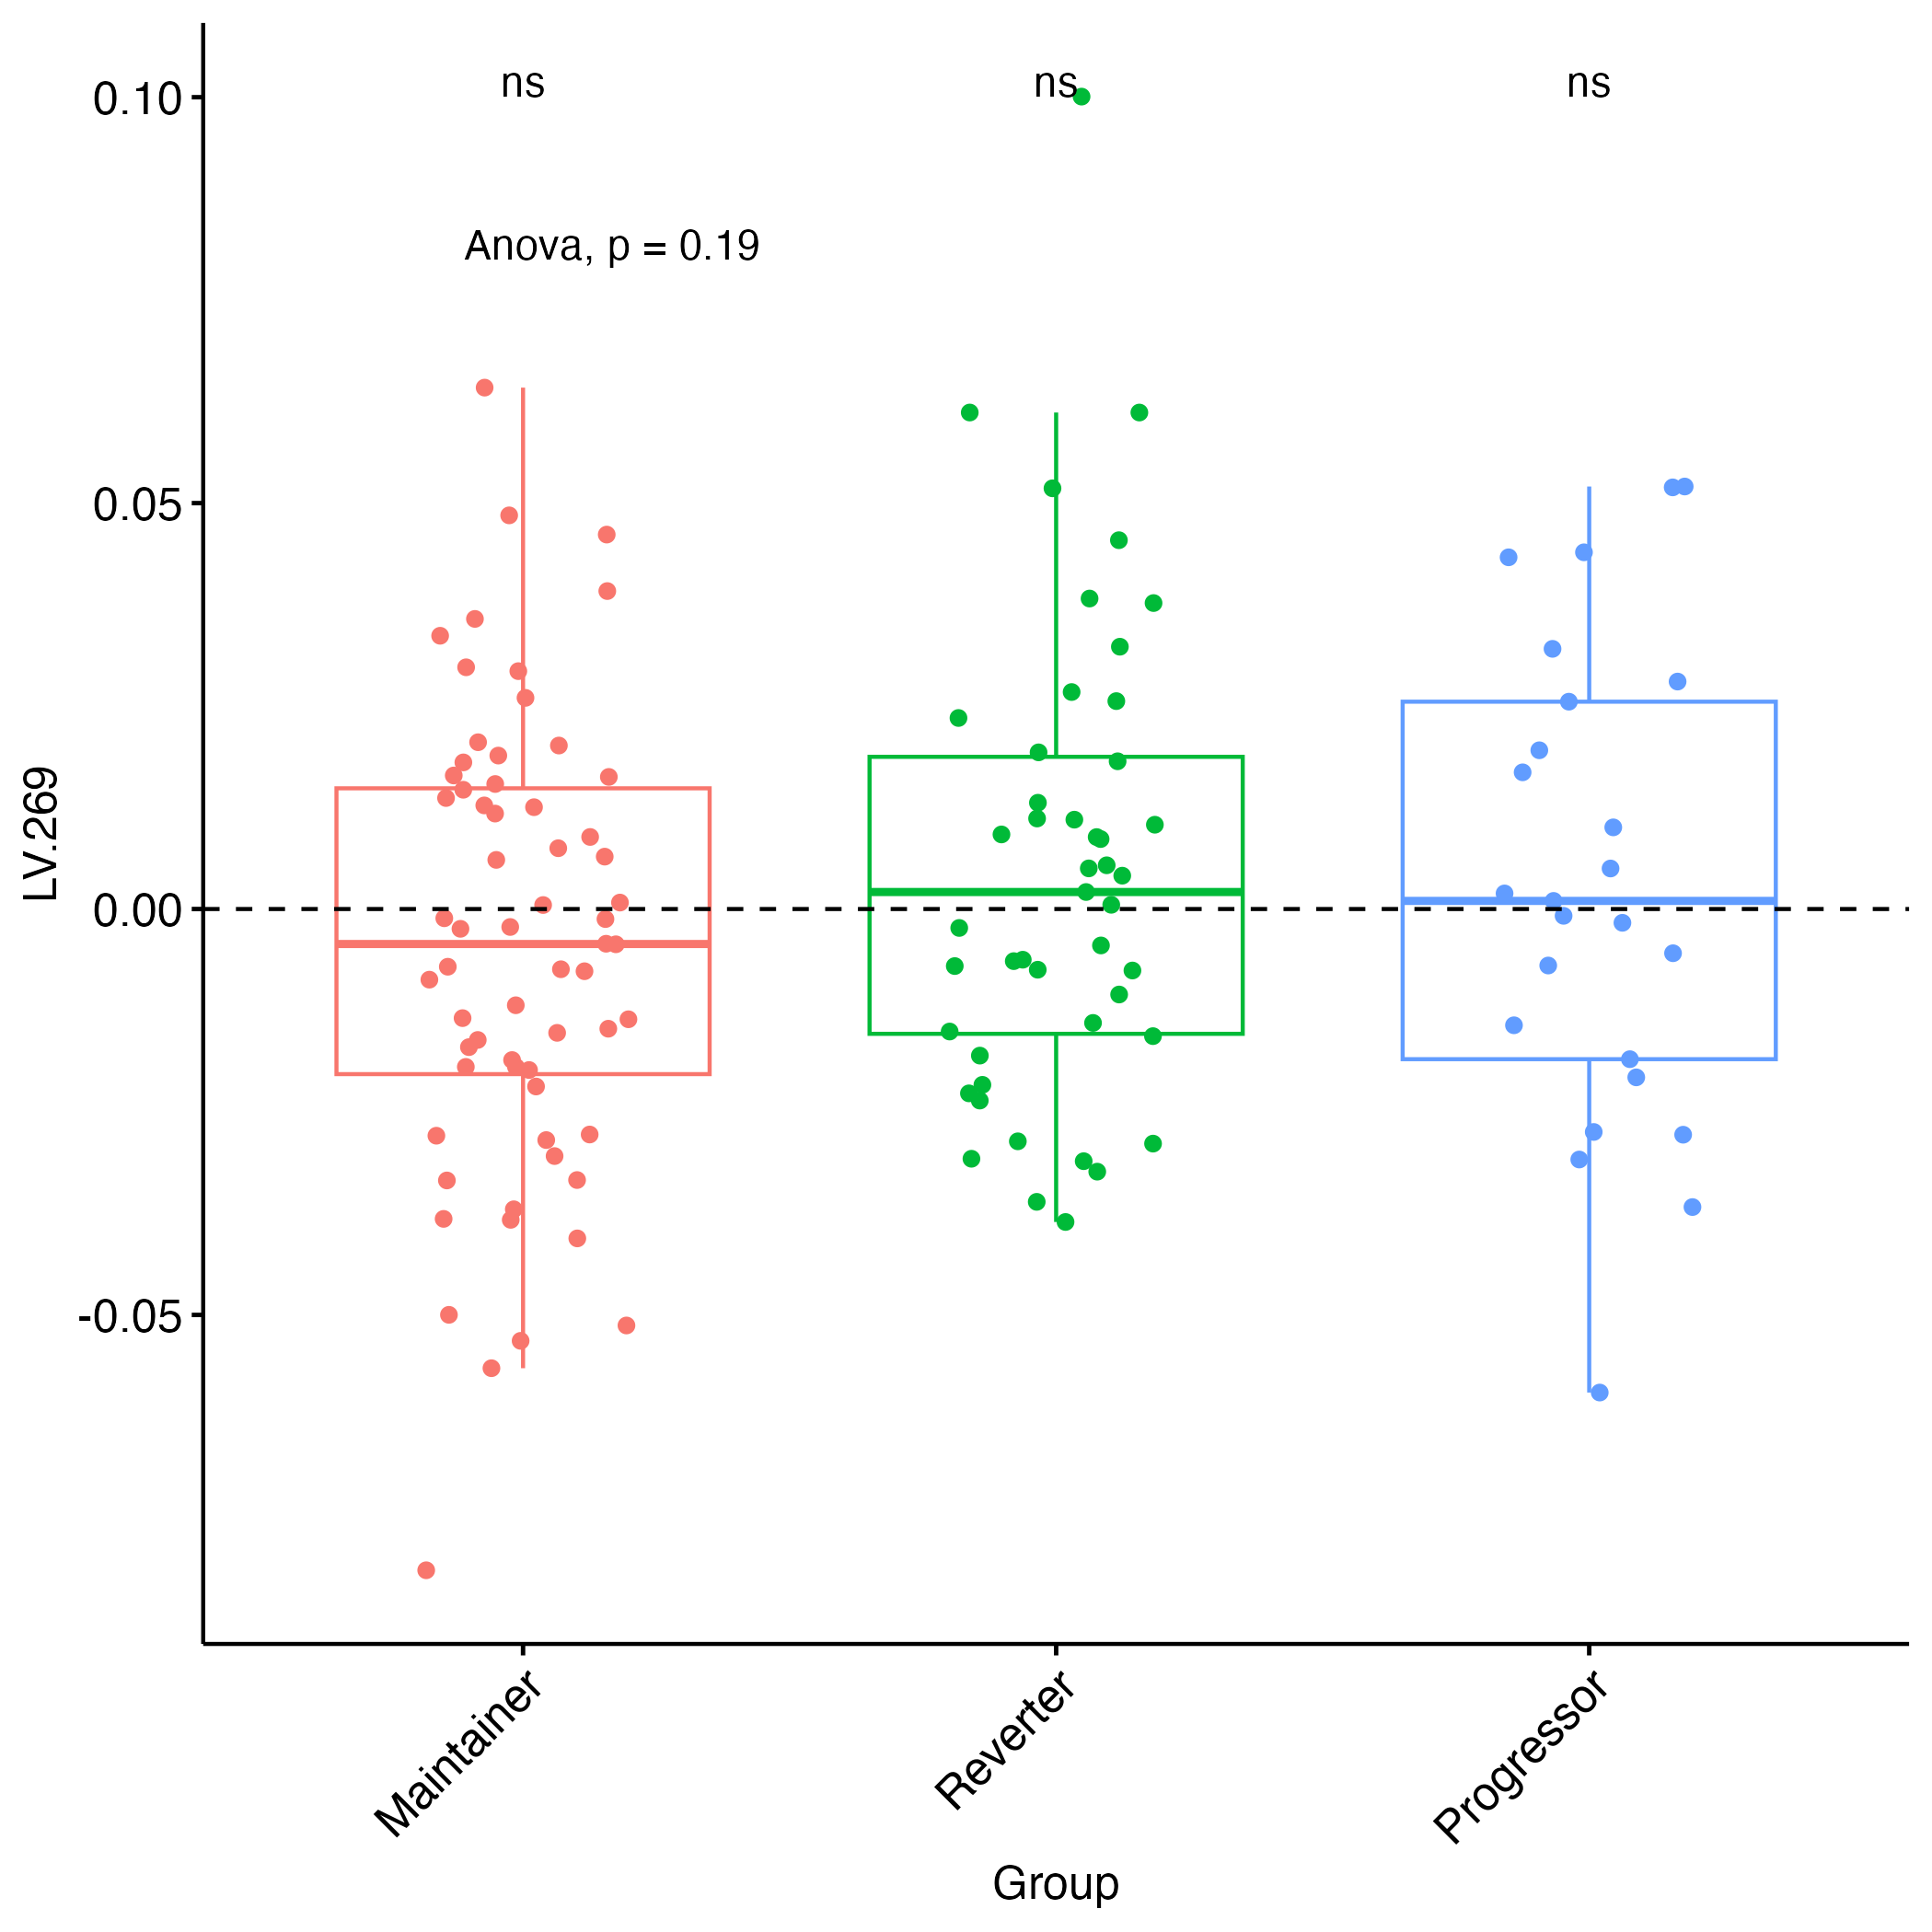 ns ns ns
Anova, p = 0.19
LV.269
0.10
0.05
0.00
-0.05
Maintainer
Reverter
Progressor
Group